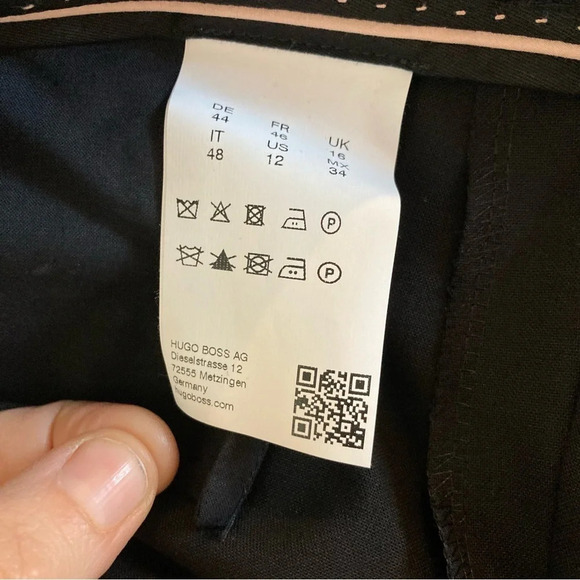 DE 44 FR 46 UK 16
IT 48 US 12 MX 34
P
P
HUGO BOSS AG
Dieselstrasse 12
72555 Metzingen
Germany
hugoboss.com